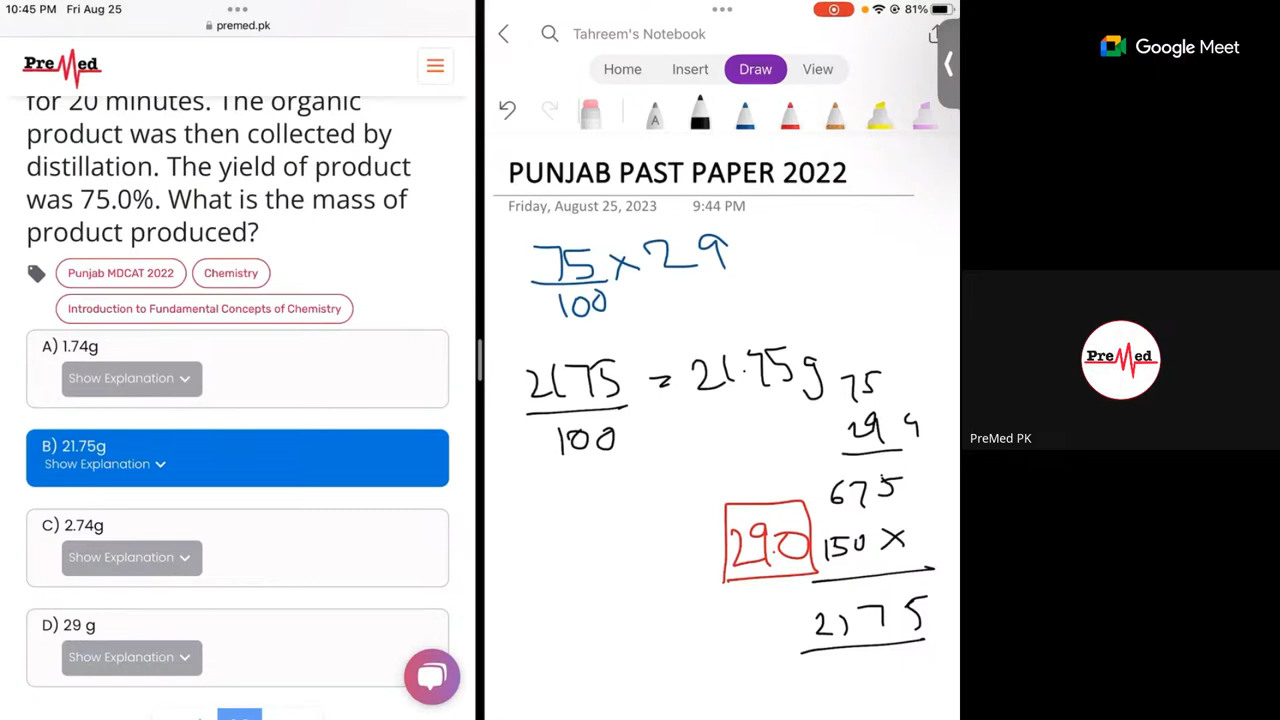 10:45 PM Fri Aug 25
premed.pk
PreMed
for 20 minutes. The organic
product was then collected by
distillation. The yield of product
was 75.0%. What is the mass of
product produced?
Punjab MDCAT 2022
Chemistry
Introduction to Fundamental Concepts of Chemistry
A) 1.74g
Show Explanation
B) 21.75g
Show Explanation
C) 2.74g
Show Explanation
D) 29 g
Show Explanation
81%
Tahreem's Notebook
Home Insert Draw View
A
PUNJAB PAST PAPER 2022
Friday, August 25, 2023 9:44 PM
75 × 29
100
2175 = 21.75g
100
75
29
675
150 ×
2175
29.0
Google Meet
PreMed
PreMed PK